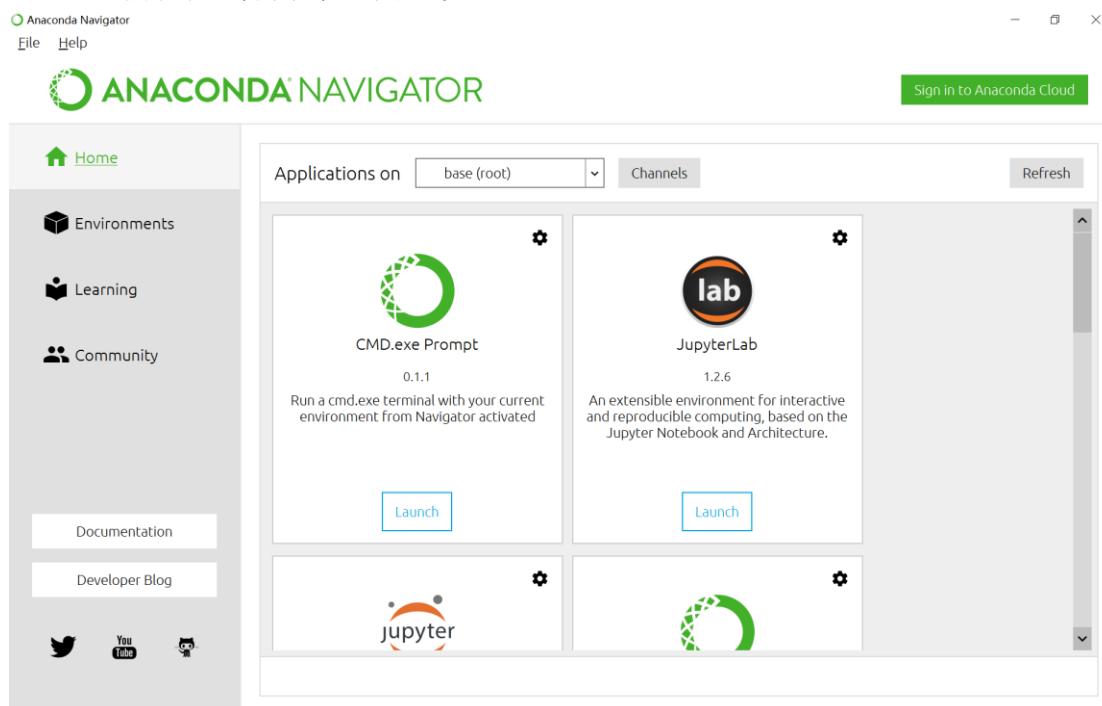 Anaconda Navigator
File Help
ANACONDA NAVIGATOR
Sign in to Anaconda Cloud
Home
Applications on base (root) Channels Refresh
Environments
Learning
Community
CMD.exe Prompt
0.1.1
Run a cmd.exe terminal with your current
environment from Navigator activated
Launch
lab
JupyterLab
1.2.6
An extensible environment for interactive
and reproducible computing, based on the
Jupyter Notebook and Architecture.
Launch
Documentation
Developer Blog
You
Tube
jupyter